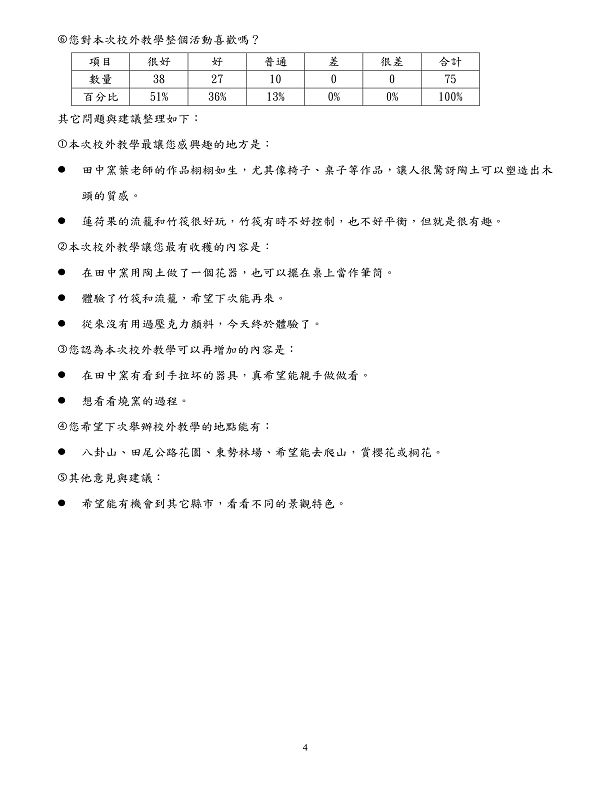 ⑥您對本次校外教學整個活動喜歡嗎？
項目 很好 好 普通 差 很差 合計
數量 38 27 10 0 0 75
百分比 51% 36% 13% 0% 0% 100%
其它問題與建議整理如下：
①本次校外教學最讓您感興趣的地方是：
● 田中窯葉老師的作品栩栩如生，尤其像椅子、桌子等作品，讓人很驚訝陶土可以塑造出木
頭的質感。
● 蓮荷果的流籠和竹筏很好玩，竹筏有時不好控制，也不好平衡，但就是很有趣。
②本次校外教學讓您最有收穫的內容是：
● 在田中窯用陶土做了一個花器，也可以擺在桌上當作筆筒。
● 體驗了竹筏和流籠，希望下次能再來。
● 從來沒有用過壓克力顏料，今天終於體驗了。
③您認為本次校外教學可以再增加的內容是：
● 在田中窯有看到手拉坏的器具，真希望能親手做做看。
● 想看看燒窯的過程。
④您希望下次舉辦校外教學的地點能有：
● 八卦山、田尾公路花園、東勢林場、希望能去爬山，賞櫻花或桐花。
⑤其他意見與建議：
● 希望能有機會到其它縣市，看看不同的景觀特色。
4